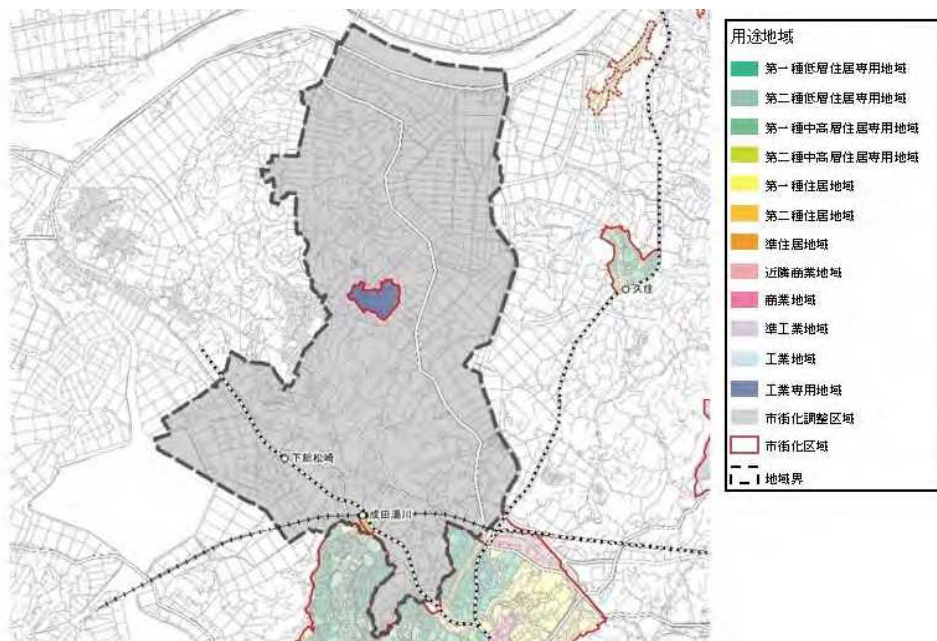 用途地域
第一種低層住居専用地域
第二種低層住居専用地域
第一種中高層住居専用地域
第二種中高層住居専用地域
第一種住居地域
第二種住居地域
準住居地域
近隣商業地域
商業地域
準工業地域
工業地域
工業専用地域
市街化調整区域
市街化区域
地域界
久住
下総松崎
成田湯川